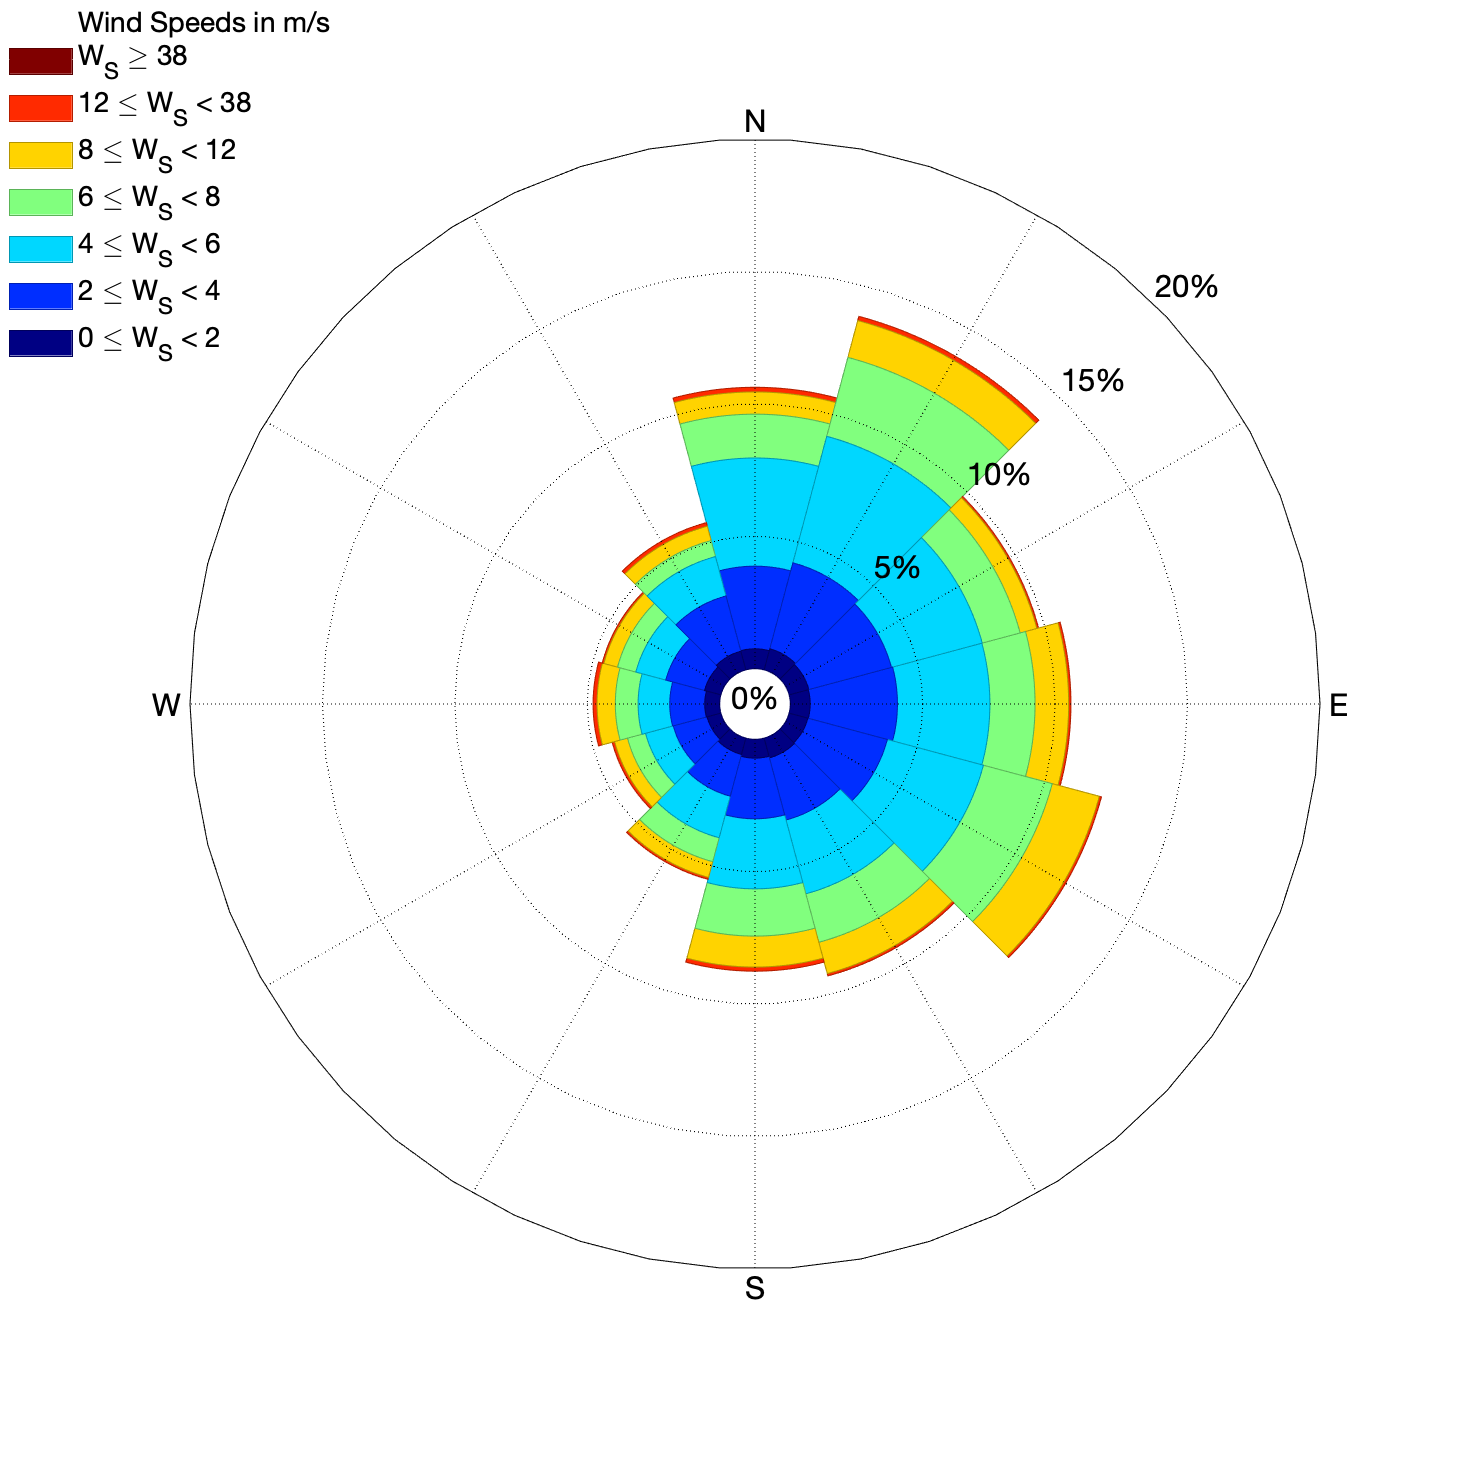 Wind Speeds in m/s
W_S ≥ 38
12 ≤ W_S < 38
8 ≤ W_S < 12
6 ≤ W_S < 8
4 ≤ W_S < 6
2 ≤ W_S < 4
0 ≤ W_S < 2
N
20%
15%
10%
5%
0%
W
E
S